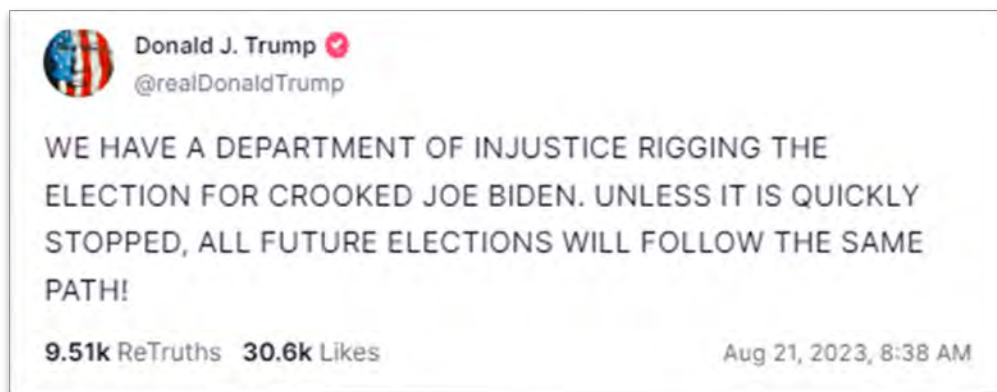 Donald J. Trump
@realDonaldTrump
WE HAVE A DEPARTMENT OF INJUSTICE RIGGING THE
ELECTION FOR CROOKED JOE BIDEN. UNLESS IT IS QUICKLY
STOPPED, ALL FUTURE ELECTIONS WILL FOLLOW THE SAME
PATH!
9.51k ReTruths 30.6k Likes Aug 21, 2023, 8:38 AM